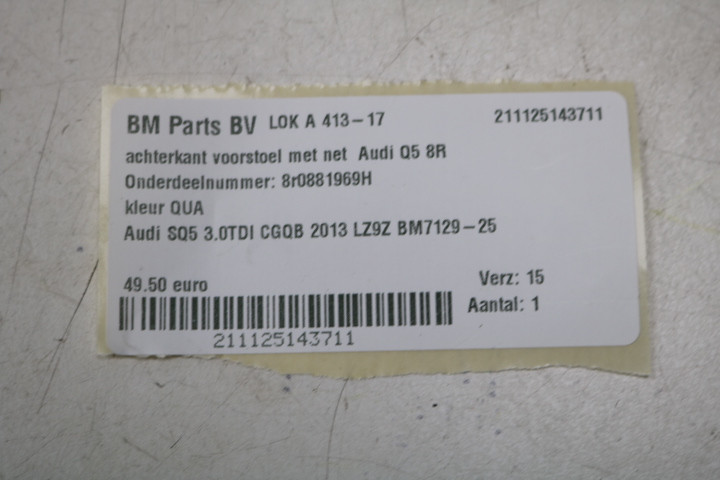 BM Parts BV LOK A 413-17 211125143711
achterkant voorstoel met net Audi Q5 8R
Onderdeelnummer: 8r0881969H
kleur QUA
Audi SQ5 3.0TDI CGQB 2013 LZ9Z BM7129-25
49.50 euro Verz: 15
Aantal: 1
211125143711